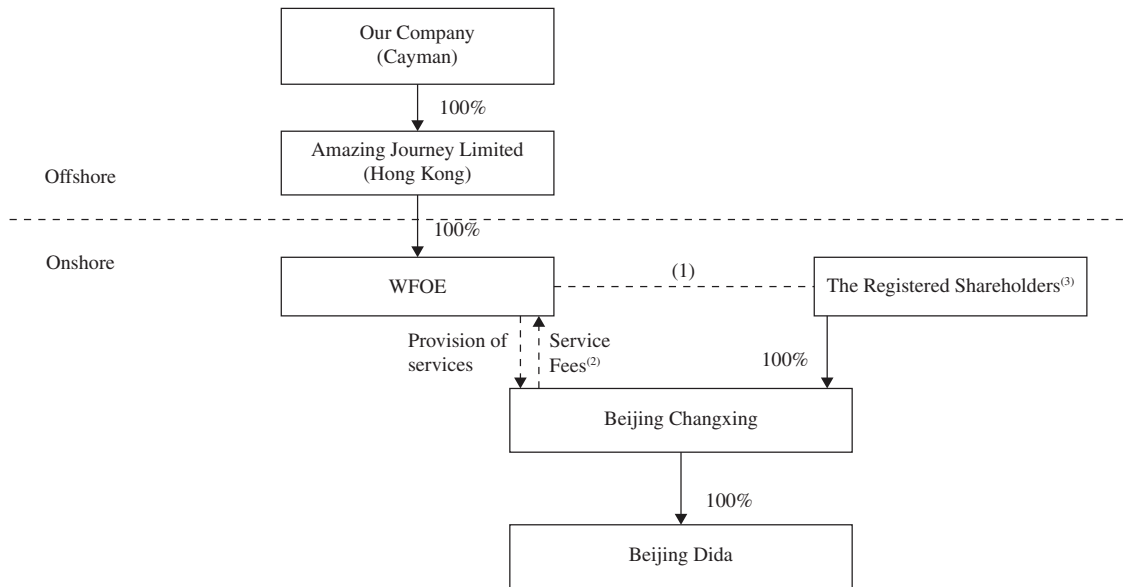 Our Company
(Cayman)
100%
Amazing Journey Limited
(Hong Kong)
Offshore
100%
Onshore
WFOE
(1)
The Registered Shareholders(3)
Provision of
services
Service
Fees(2)
100%
Beijing Changxing
100%
Beijing Dida